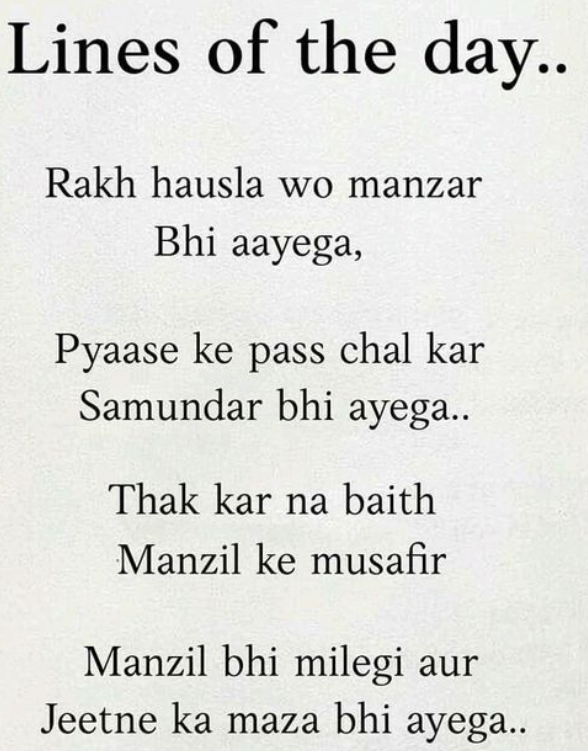 Lines of the day..
Rakh hausla wo manzar
Bhi aayega,
Pyaase ke pass chal kar
Samundar bhi ayega..
Thak kar na baith
Manzil ke musafir
Manzil bhi milegi aur
Jeetne ka maza bhi ayega..